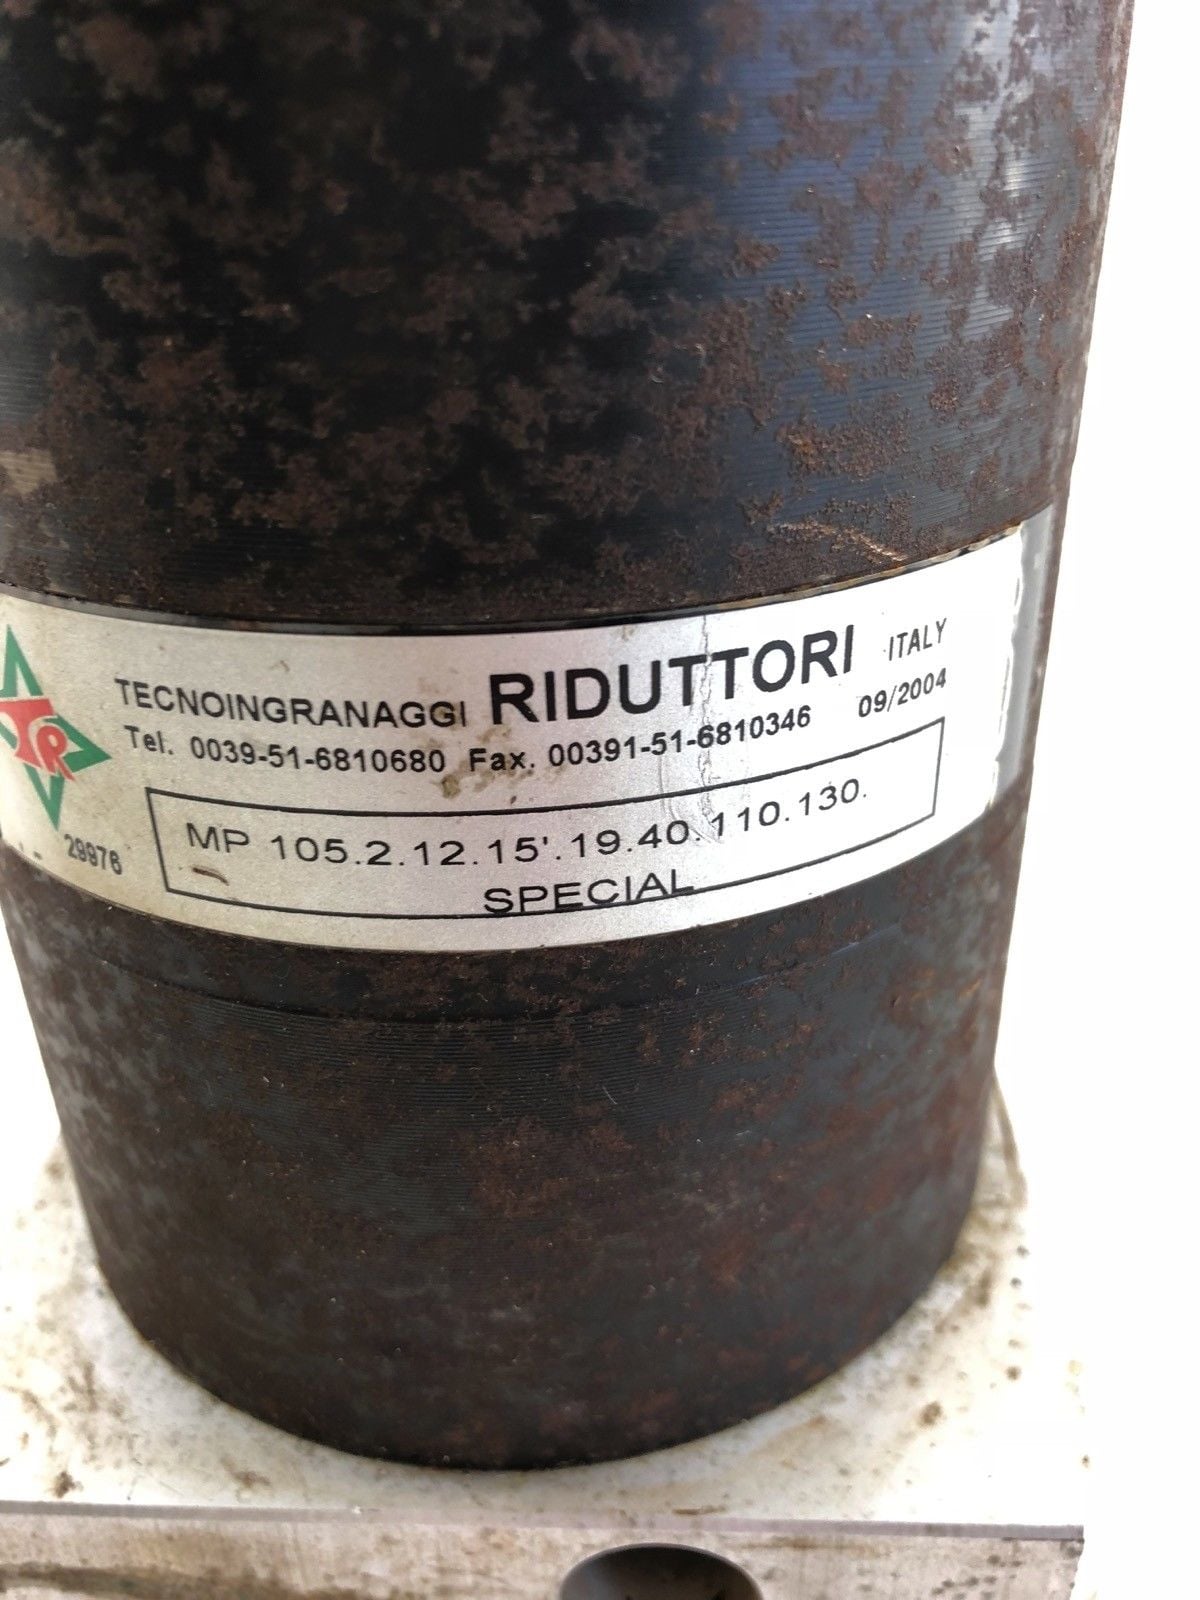 TR
TECNOINGRANAGGI RIDUTTORI ITALY
Tel. 0039-51-6810680 Fax. 00391-51-6810346 09/2004
MP 105.2.12.15'.19.40.110.130.
SPECIAL
29976